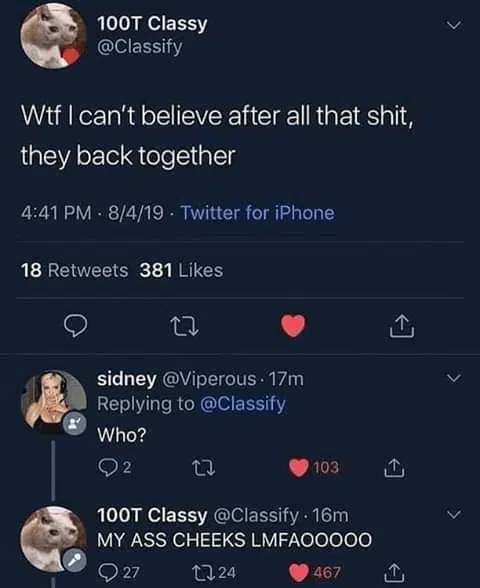 100T Classy
@Classify
Wtf I can't believe after all that shit,
they back together
4:41 PM · 8/4/19 · Twitter for iPhone
18 Retweets 381 Likes
sidney @Viperous · 17m
Replying to @Classify
Who?
2 103
100T Classy @Classify · 16m
MY ASS CHEEKS LMFAOOOOO
27 24 467